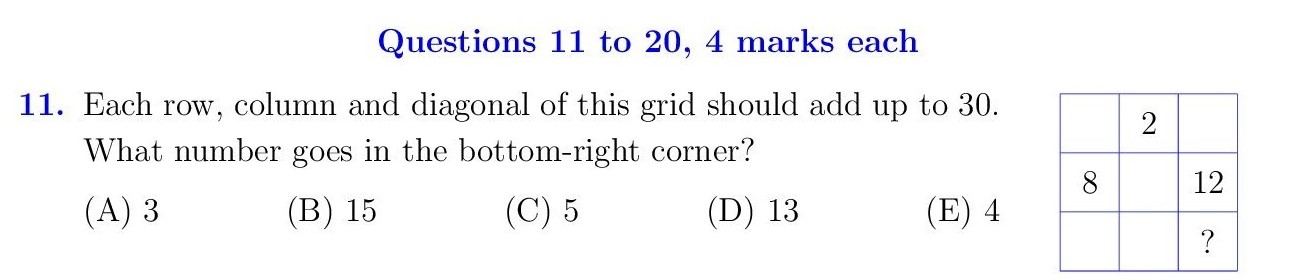 Questions 11 to 20, 4 marks each
11. Each row, column and diagonal of this grid should add up to 30.
What number goes in the bottom-right corner?
(A) 3 (B) 15 (C) 5 (D) 13 (E) 4
2
8 12
?